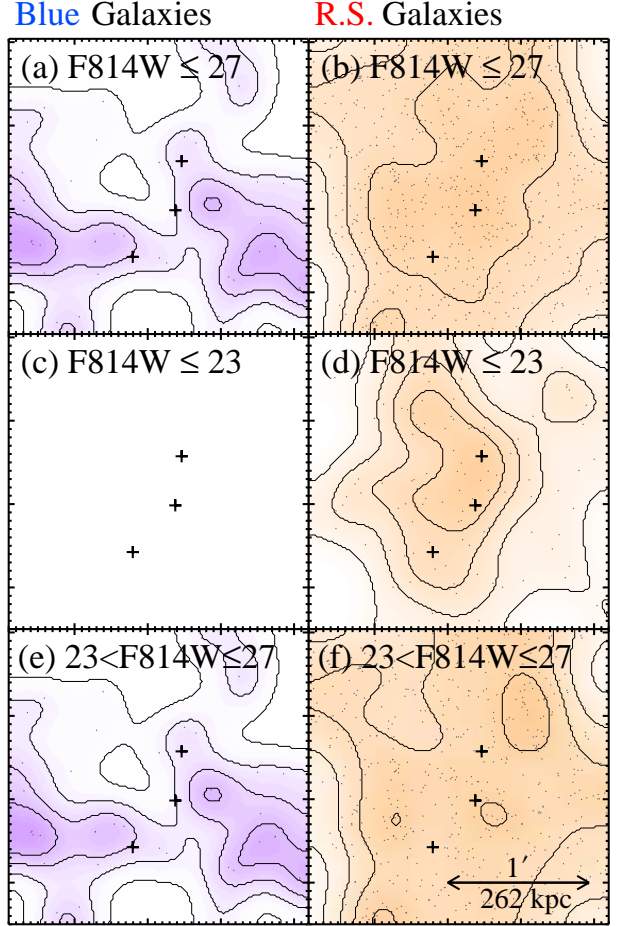 Blue Galaxies R.S. Galaxies
(a) F814W ≤ 27 (b) F814W ≤ 27
(c) F814W ≤ 23 (d) F814W ≤ 23
(e) 23<F814W≤27 (f) 23<F814W≤27
1′
262 kpc